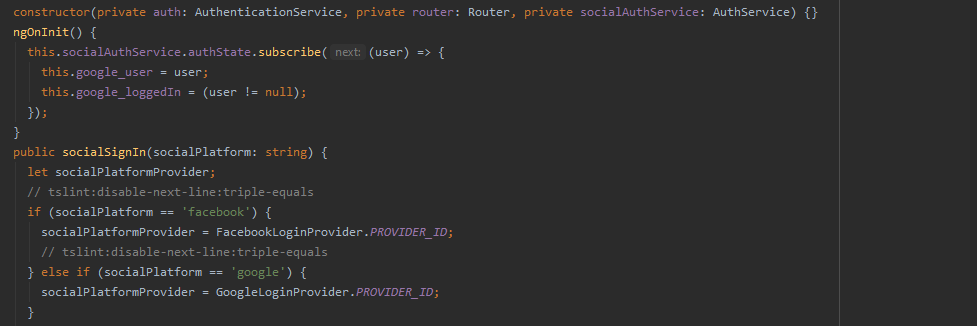 constructor(private auth: AuthenticationService, private router: Router, private socialAuthService: AuthService) {}
ngOnInit() {
this.socialAuthService.authState.subscribe( next: (user) => {
this.google_user = user;
this.google_loggedIn = (user != null);
});
}
public socialSignIn(socialPlatform: string) {
let socialPlatformProvider;
// tslint:disable-next-line:triple-equals
if (socialPlatform == 'facebook') {
socialPlatformProvider = FacebookLoginProvider.PROVIDER_ID;
// tslint:disable-next-line:triple-equals
} else if (socialPlatform == 'google') {
socialPlatformProvider = GoogleLoginProvider.PROVIDER_ID;
}